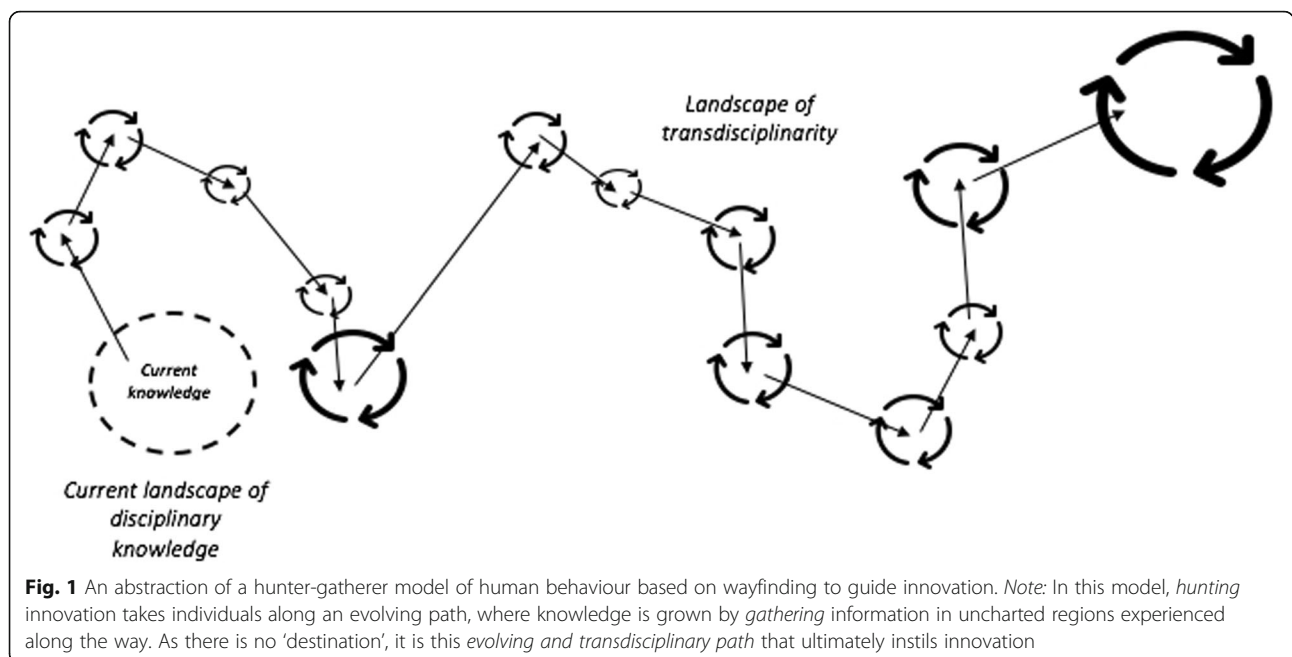 Landscape of
transdisciplinarity
Current
knowledge
Current landscape of
disciplinary
knowledge
Fig. 1 An abstraction of a hunter-gatherer model of human behaviour based on wayfinding to guide innovation. Note: In this model, hunting
innovation takes individuals along an evolving path, where knowledge is grown by gathering information in uncharted regions experienced
along the way. As there is no ‘destination’, it is this evolving and transdisciplinary path that ultimately instils innovation